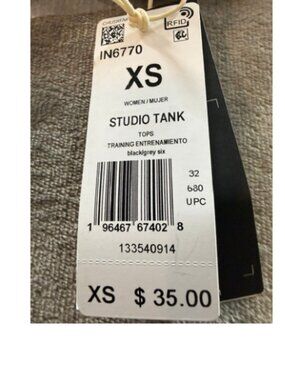 RFID
IN6770
XS
WOMEN / MUJER
STUDIO TANK
TOPS
TRAINING ENTRENAMIENTO
black/grey six
32
680
UPC
1 96467 67402 8
133540914
XS $ 35.00